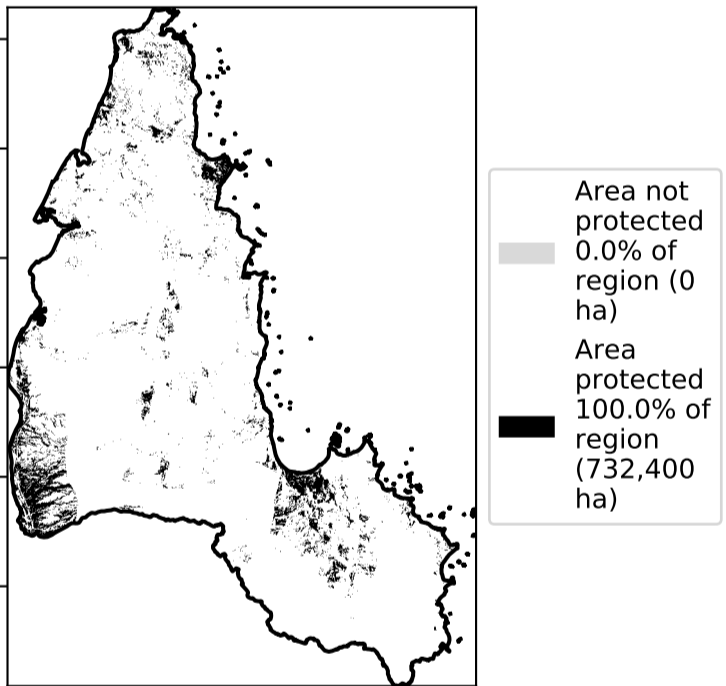 Area not
protected
0.0% of
region (0
ha)
Area
protected
100.0% of
region
(732,400
ha)